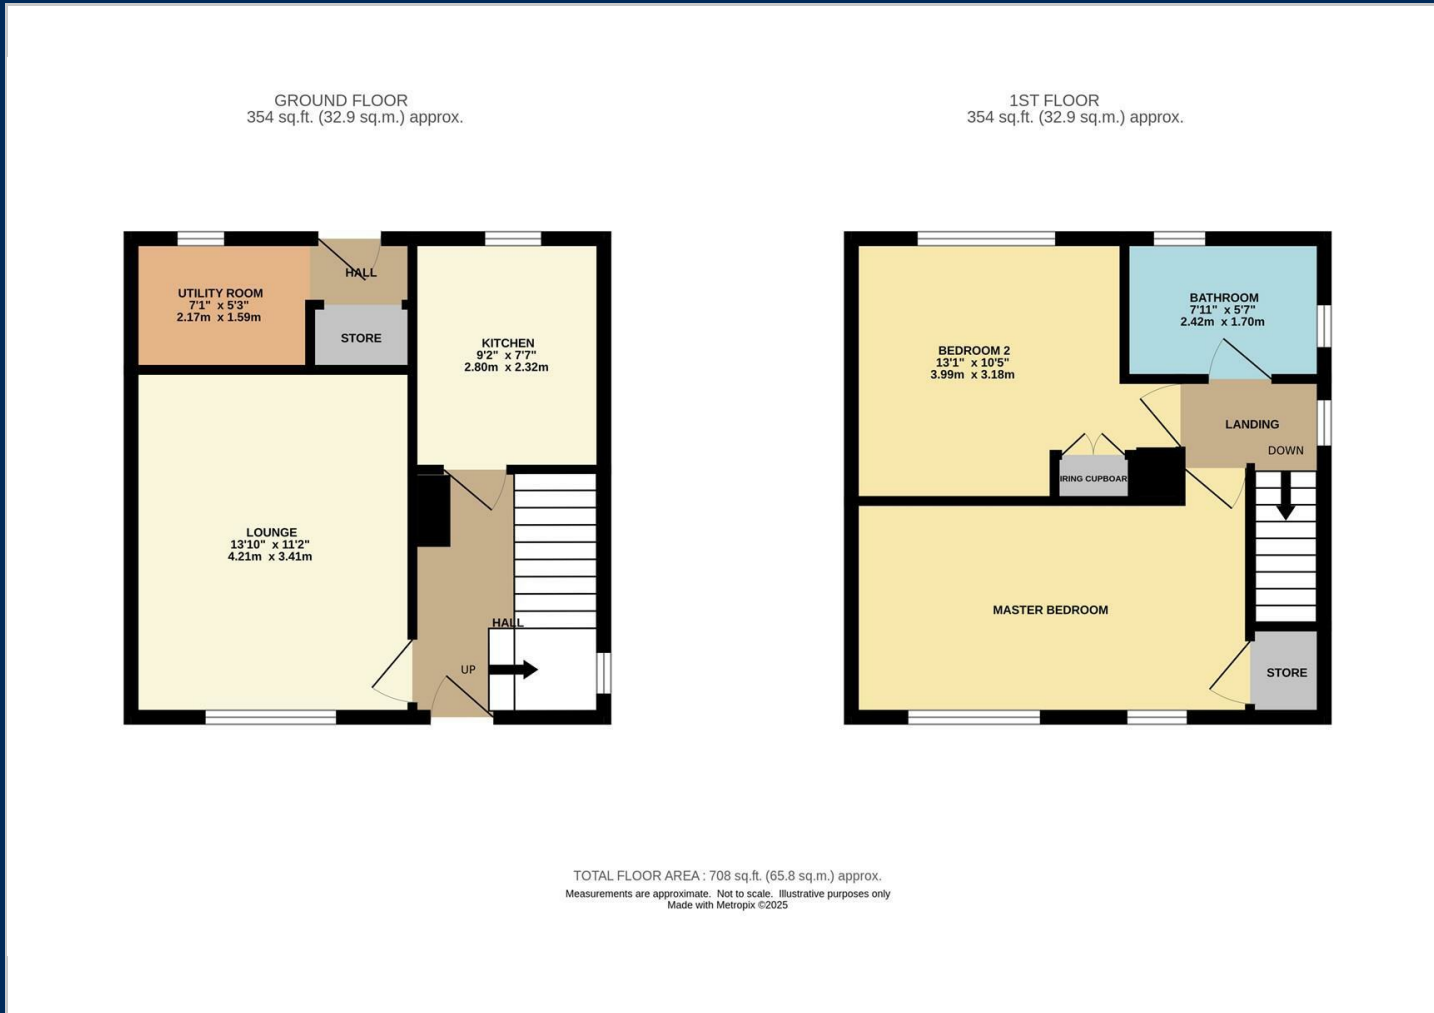 GROUND FLOOR
354 sq.ft. (32.9 sq.m.) approx.
1ST FLOOR
354 sq.ft. (32.9 sq.m.) approx.
HALL
UTILITY ROOM
7'1" x 5'3"
2.17m x 1.59m
STORE
KITCHEN
9'2" x 7'7"
2.80m x 2.32m
LOUNGE
13'10" x 11'2"
4.21m x 3.41m
HALL
UP
BATHROOM
7'11" x 5'7"
2.42m x 1.70m
BEDROOM 2
13'1" x 10'5"
3.99m x 3.18m
LANDING
DOWN
IRING CUPBOAR
MASTER BEDROOM
STORE
TOTAL FLOOR AREA : 708 sq.ft. (65.8 sq.m.) approx.
Measurements are approximate. Not to scale. Illustrative purposes only
Made with Metropix ©2025